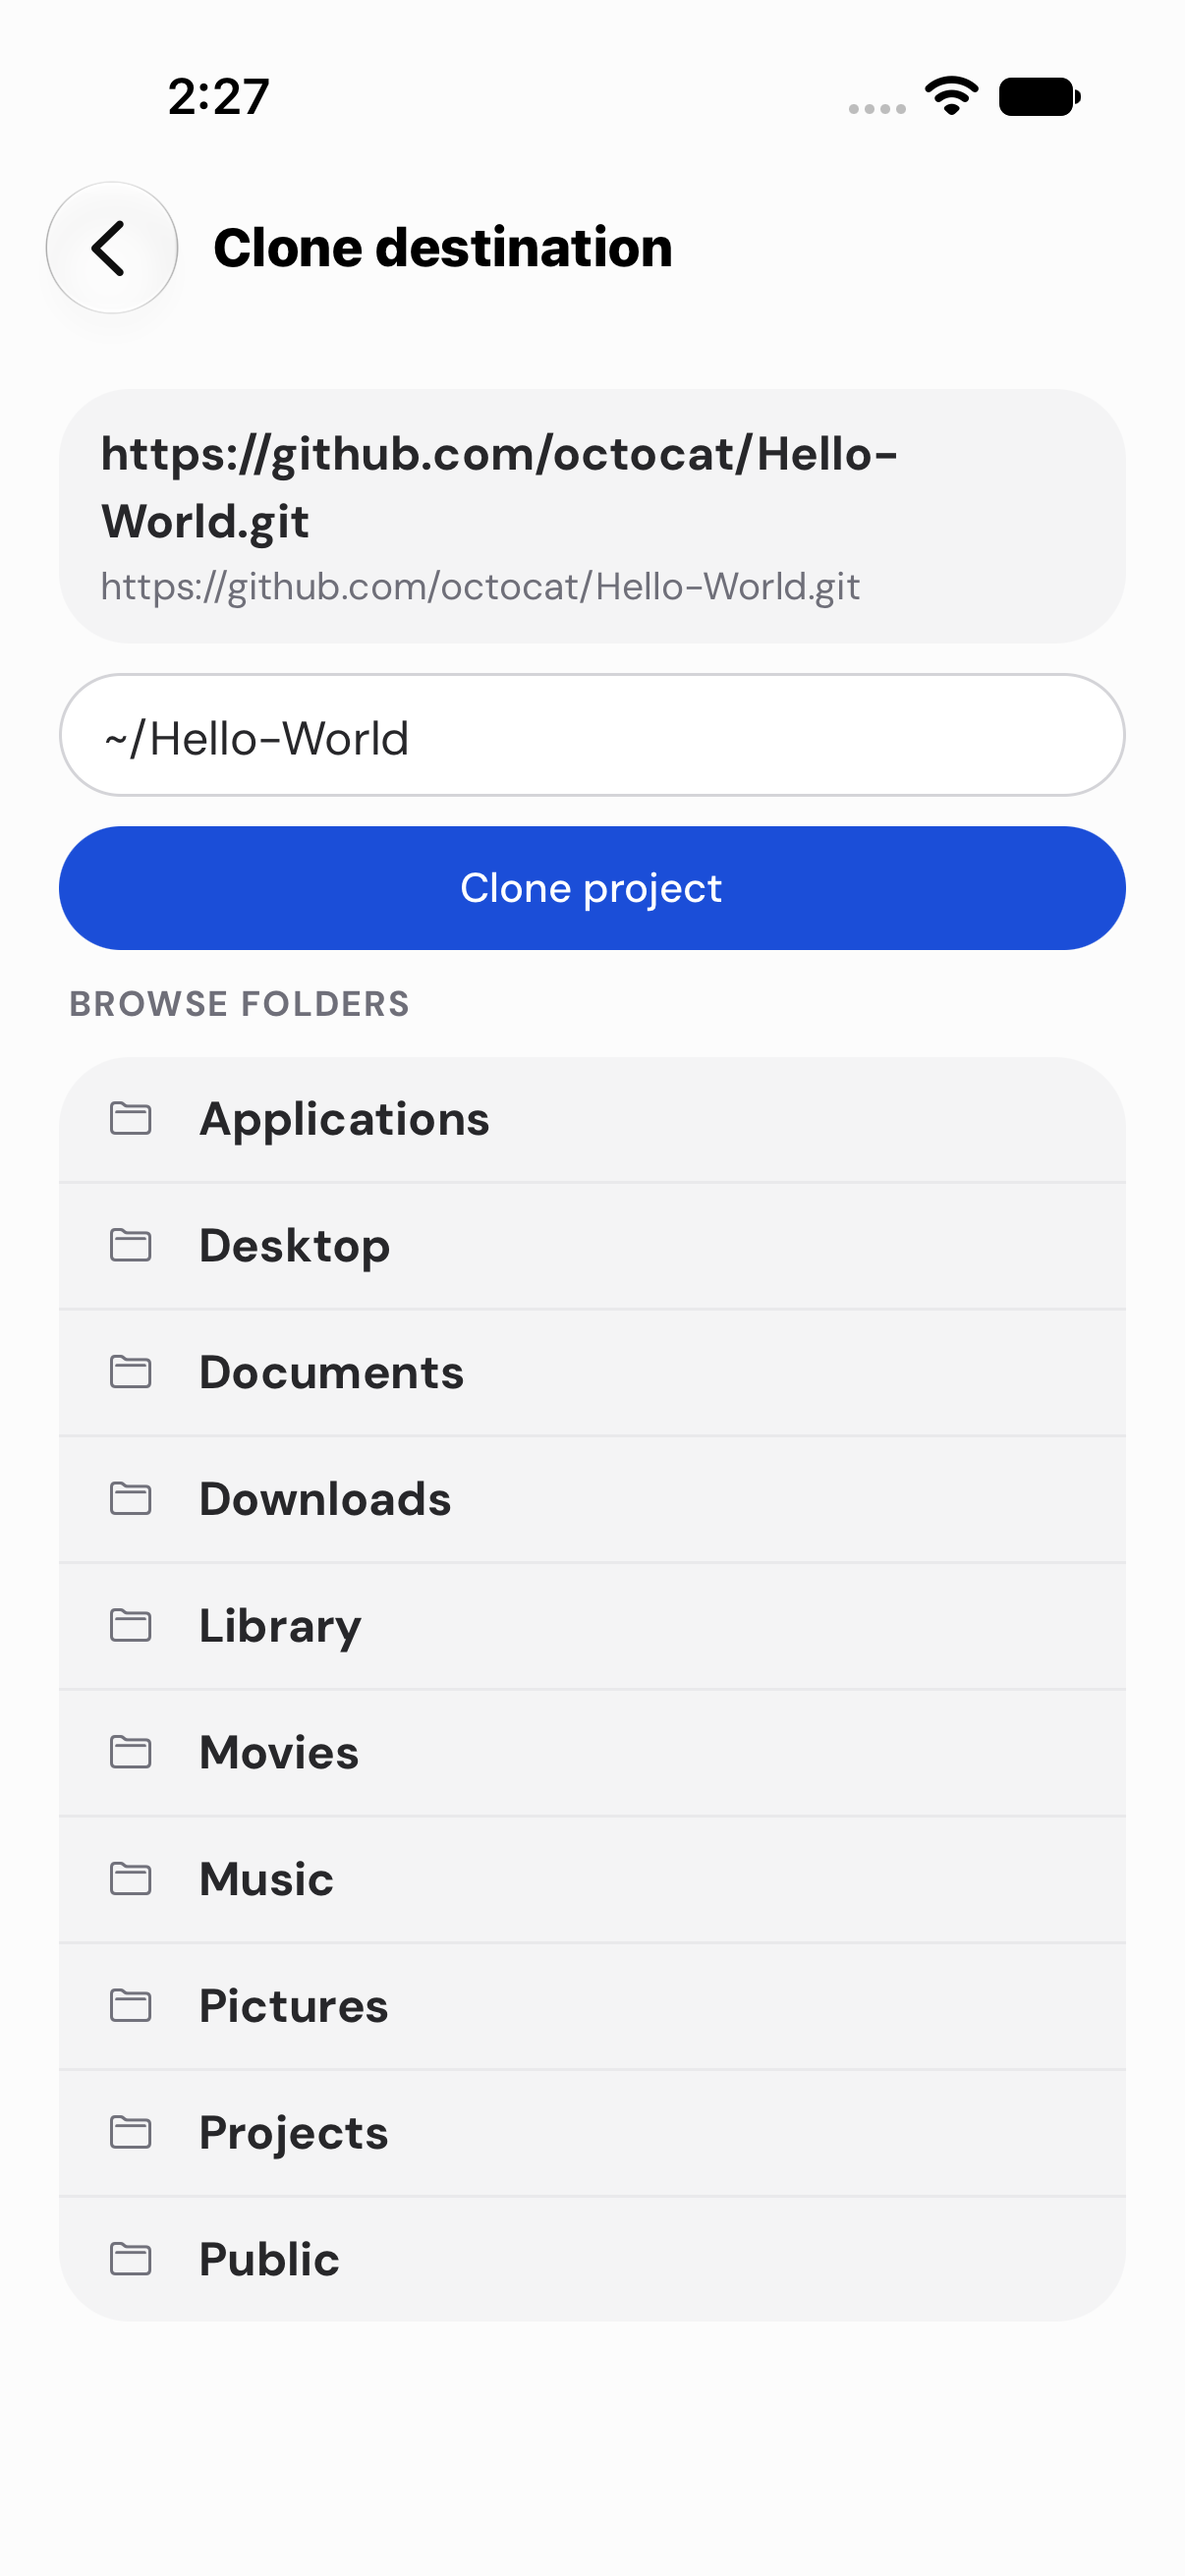 2:27
Clone destination
https://github.com/octocat/Hello-
World.git
https://github.com/octocat/Hello-World.git
~/Hello-World
Clone project
BROWSE FOLDERS
Applications
Desktop
Documents
Downloads
Library
Movies
Music
Pictures
Projects
Public